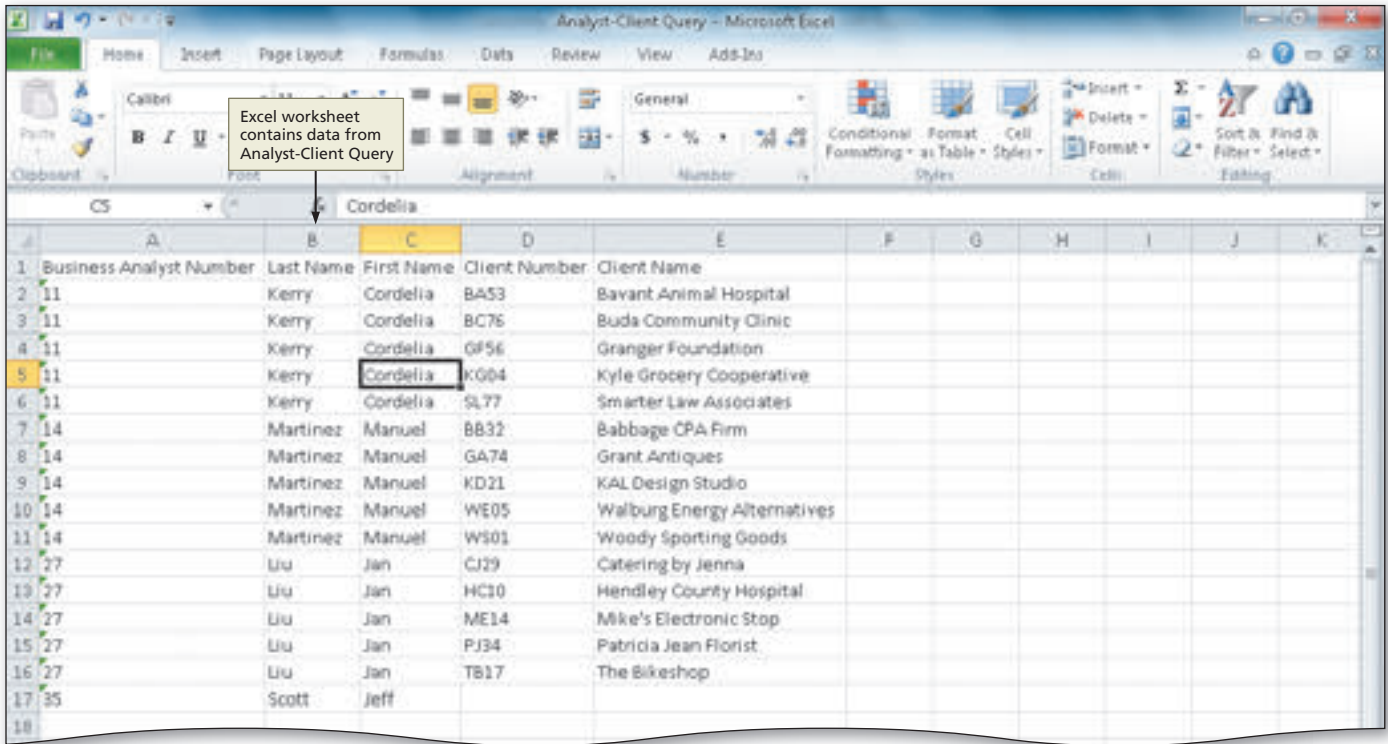 Analyst-Client Query - Microsoft Excel
File Home Insert Page Layout Formulas Data Review View Add-Ins
Calibri
General
Excel worksheet
contains data from
Analyst-Client Query
Paste
B I U
$ - % ,
Conditional Formatting Format as Table Cell Styles
Insert
Delete
Format
Σ
Sort & Filter Find & Select
Clipboard Font Alignment Number Styles Cells Editing
C5 Cordelia
A B C D E F G H I J K
1 Business Analyst Number Last Name First Name Client Number Client Name
2 11 Kerry Cordelia BA53 Bavant Animal Hospital
3 11 Kerry Cordelia BC76 Buda Community Clinic
4 11 Kerry Cordelia GF56 Granger Foundation
5 11 Kerry Cordelia KG04 Kyle Grocery Cooperative
6 11 Kerry Cordelia SL77 Smarter Law Associates
7 14 Martinez Manuel BB32 Babbage CPA Firm
8 14 Martinez Manuel GA74 Grant Antiques
9 14 Martinez Manuel KD21 KAL Design Studio
10 14 Martinez Manuel WE05 Walburg Energy Alternatives
11 14 Martinez Manuel WS01 Woody Sporting Goods
12 27 Liu Jan CJ29 Catering by Jenna
13 27 Liu Jan HC10 Hendley County Hospital
14 27 Liu Jan ME14 Mike's Electronic Stop
15 27 Liu Jan PJ34 Patricia Jean Florist
16 27 Liu Jan TB17 The Bikeshop
17 35 Scott Jeff
18